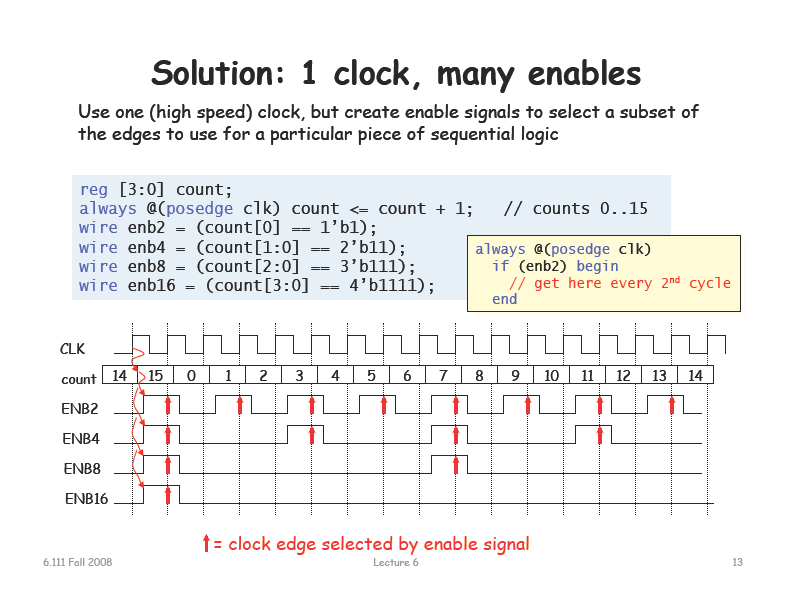 Solution: 1 clock, many enables
Use one (high speed) clock, but create enable signals to select a subset of
the edges to use for a particular piece of sequential logic
reg [3:0] count;
always @(posedge clk) count <= count + 1;   // counts 0..15
wire enb2 = (count[0] == 1’b1);
wire enb4 = (count[1:0] == 2’b11);
wire enb8 = (count[2:0] == 3’b111);
wire enb16 = (count[3:0] == 4’b1111);
always @(posedge clk)
if (enb2) begin
// get here every 2nd cycle
end
CLK
count 14 15 0 1 2 3 4 5 6 7 8 9 10 11 12 13 14
ENB2
ENB4
ENB8
ENB16
= clock edge selected by enable signal
6.111 Fall 2008 Lecture 6 13